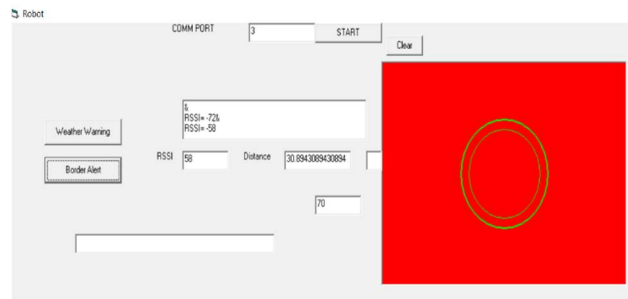 Robot
COMM PORT 3 START
Clear
&
RSSI= -72&
RSSI= -58
Weather Warning
RSSI 58 Distance 30.8943089430894
Border Alert
70